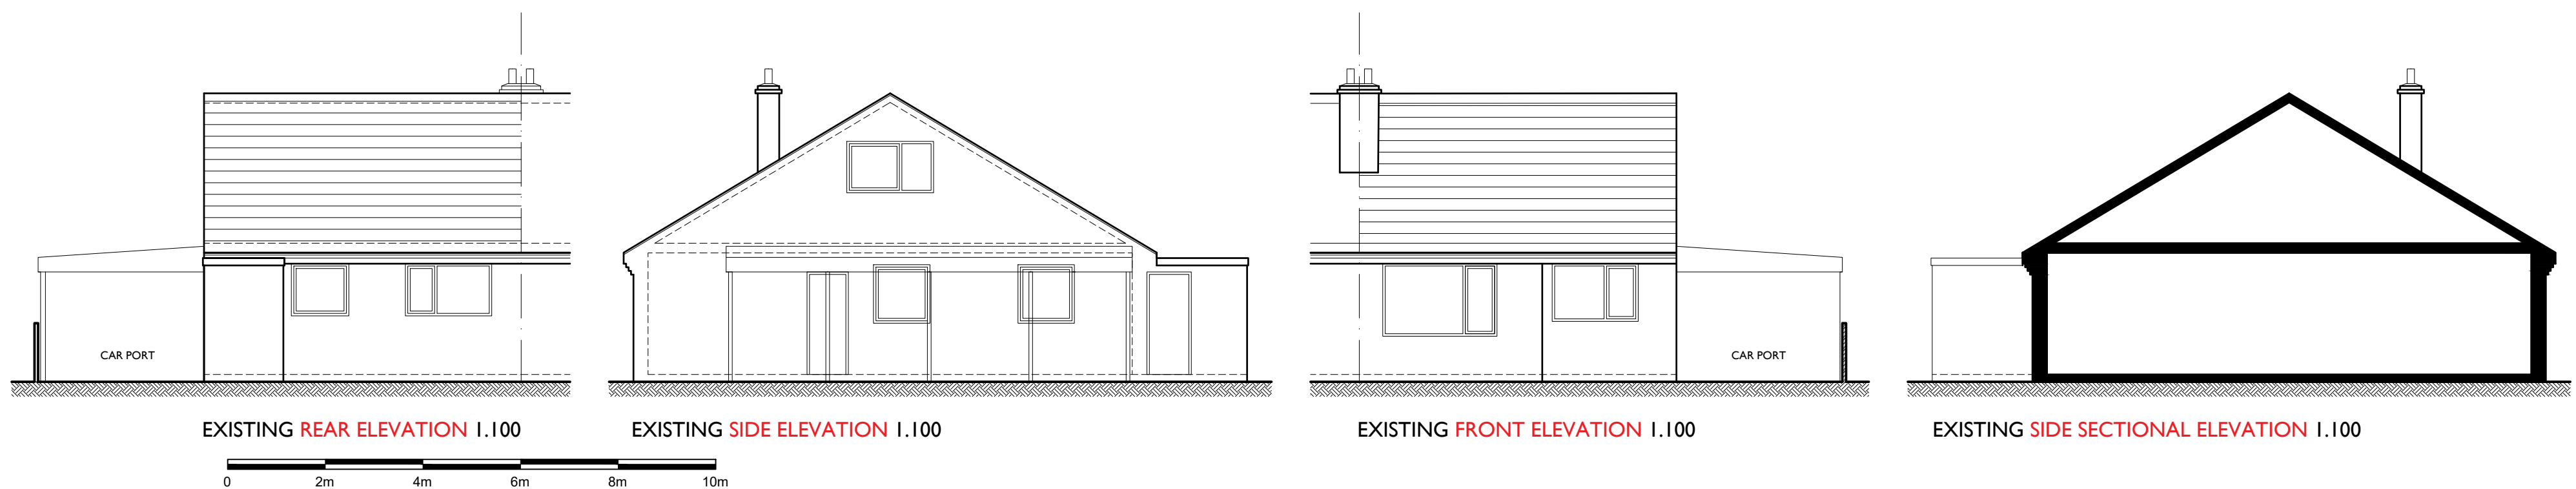 CAR PORT
CAR PORT
EXISTING REAR ELEVATION 1.100
EXISTING SIDE ELEVATION 1.100
EXISTING FRONT ELEVATION 1.100
EXISTING SIDE SECTIONAL ELEVATION 1.100
0 2m 4m 6m 8m 10m